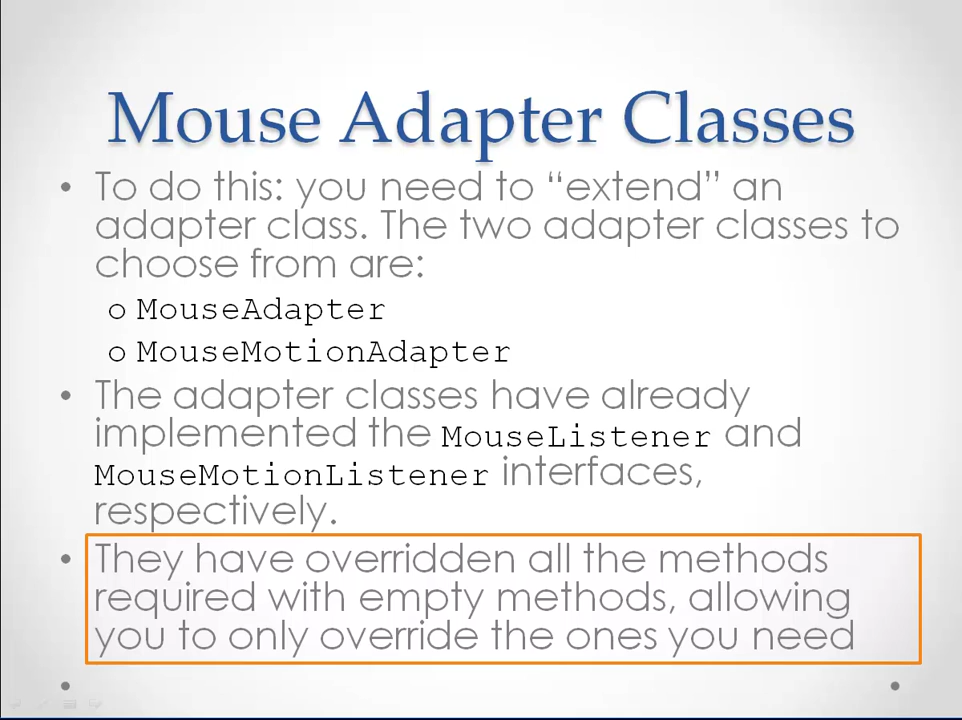 Mouse Adapter Classes
• To do this: you need to “extend” an
adapter class. The two adapter classes to
choose from are:
o MouseAdapter
o MouseMotionAdapter
• The adapter classes have already
implemented the MouseListener and
MouseMotionListener interfaces,
respectively.
• They have overridden all the methods
required with empty methods, allowing
you to only override the ones you need